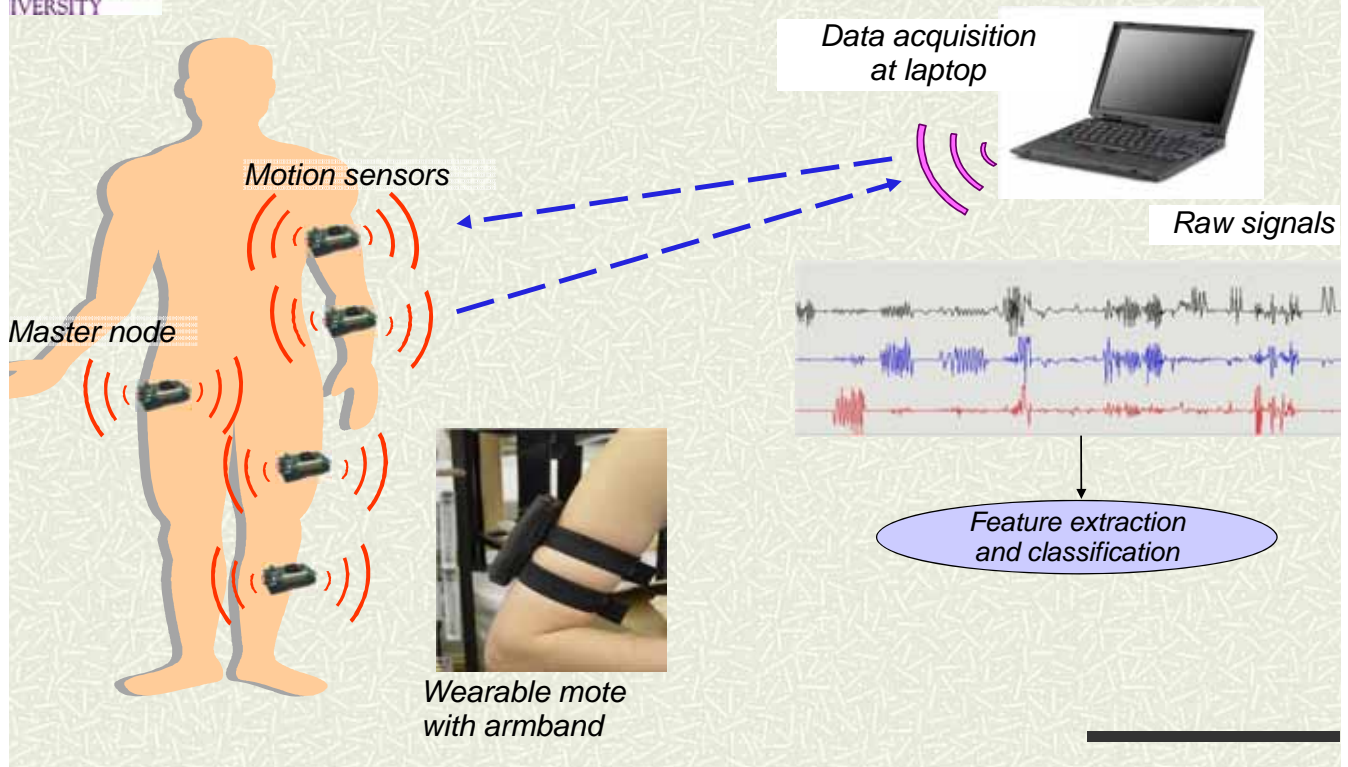 IVERSITY
Data acquisition
at laptop
Motion sensors
Raw signals
Master node
Feature extraction
and classification
Wearable mote
with armband